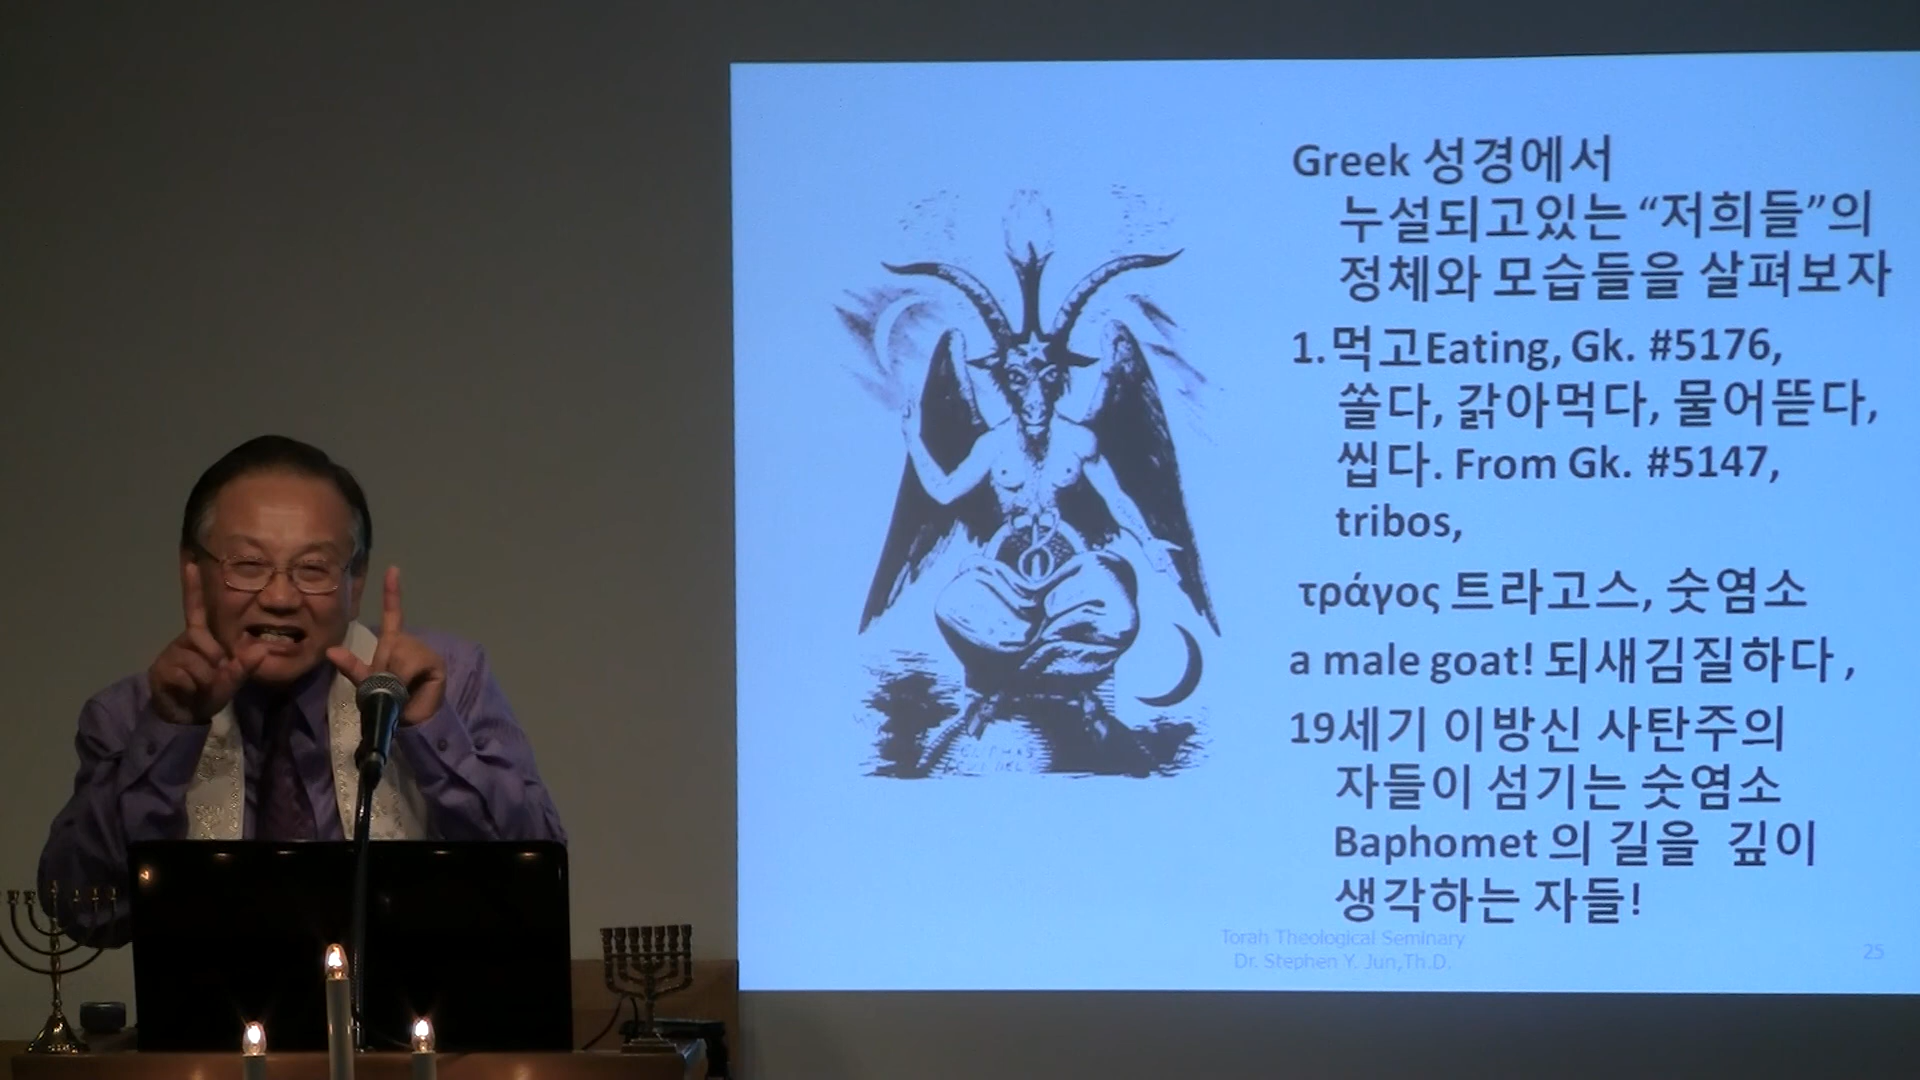 Greek 성경에서
누설되고있는 “저희들”의
정체와 모습들을 살펴보자
1.먹고Eating, Gk. #5176,
쏠다, 갉아먹다, 물어뜯다,
씹다. From Gk. #5147,
tribos,
τράγος 트라고스, 숫염소
a male goat! 되새김질하다 ,
19세기 이방신 사탄주의
자들이 섬기는 숫염소
Baphomet 의 길을 깊이
생각하는 자들!
Torah Theological Seminary
Dr. Stephen Y. Jun,Th.D.
25